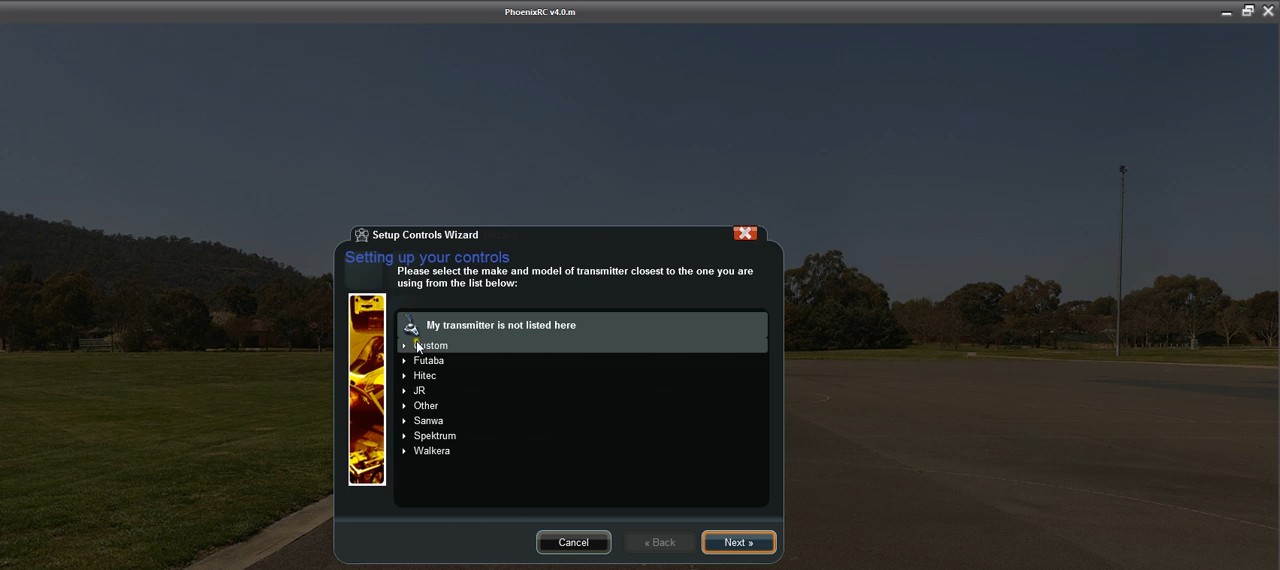 PhoenixRC v4.0.m
Setup Controls Wizard
Setting up your controls
Please select the make and model of transmitter closest to the one you are
using from the list below:
My transmitter is not listed here
Custom
Futaba
Hitec
JR
Other
Sanwa
Spektrum
Walkera
Cancel
« Back
Next »